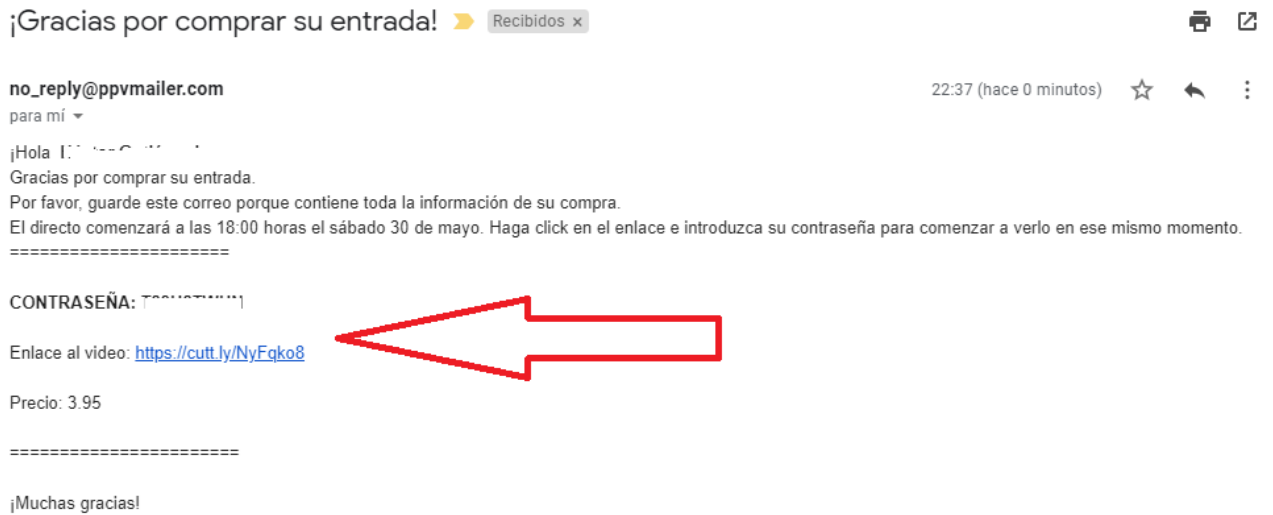 ¡Gracias por comprar su entrada! Recibidos x
no_reply@ppvmailer.com 22:37 (hace 0 minutos)
para mí
¡Hola
Gracias por comprar su entrada.
Por favor, guarde este correo porque contiene toda la información de su compra.
El directo comenzará a las 18:00 horas el sábado 30 de mayo. Haga click en el enlace e introduzca su contraseña para comenzar a verlo en ese mismo momento.
======================
CONTRASEÑA:
Enlace al video: https://cutt.ly/NyFqko8
Precio: 3.95
=======================
¡Muchas gracias!